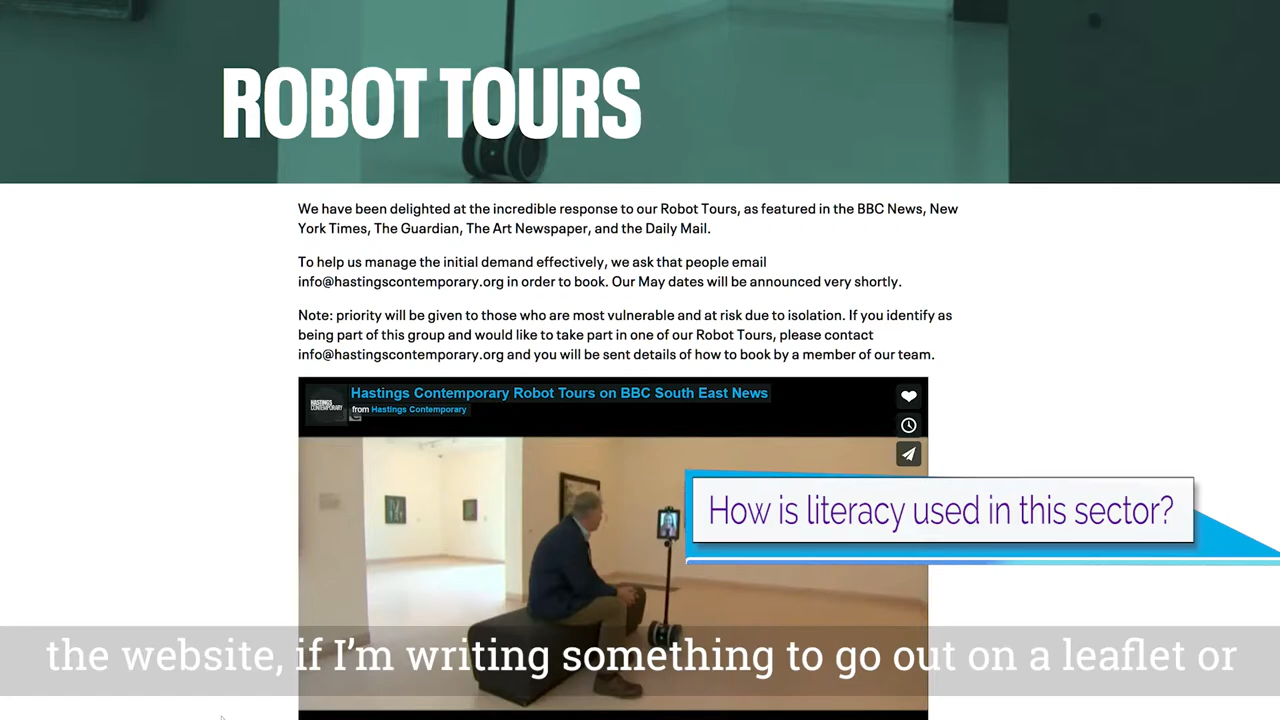 ROBOT TOURS
We have been delighted at the incredible response to our Robot Tours, as featured in the BBC News, New
York Times, The Guardian, The Art Newspaper, and the Daily Mail.
To help us manage the initial demand effectively, we ask that people email
info@hastingscontemporary.org in order to book. Our May dates will be announced very shortly.
Note: priority will be given to those who are most vulnerable and at risk due to isolation. If you identify as
being part of this group and would like to take part in one of our Robot Tours, please contact
info@hastingscontemporary.org and you will be sent details of how to book by a member of our team.
HASTINGS
CONTEMPORARY
Hastings Contemporary Robot Tours on BBC South East News
from Hastings Contemporary
How is literacy used in this sector?
the website, if I'm writing something to go out on a leaflet or